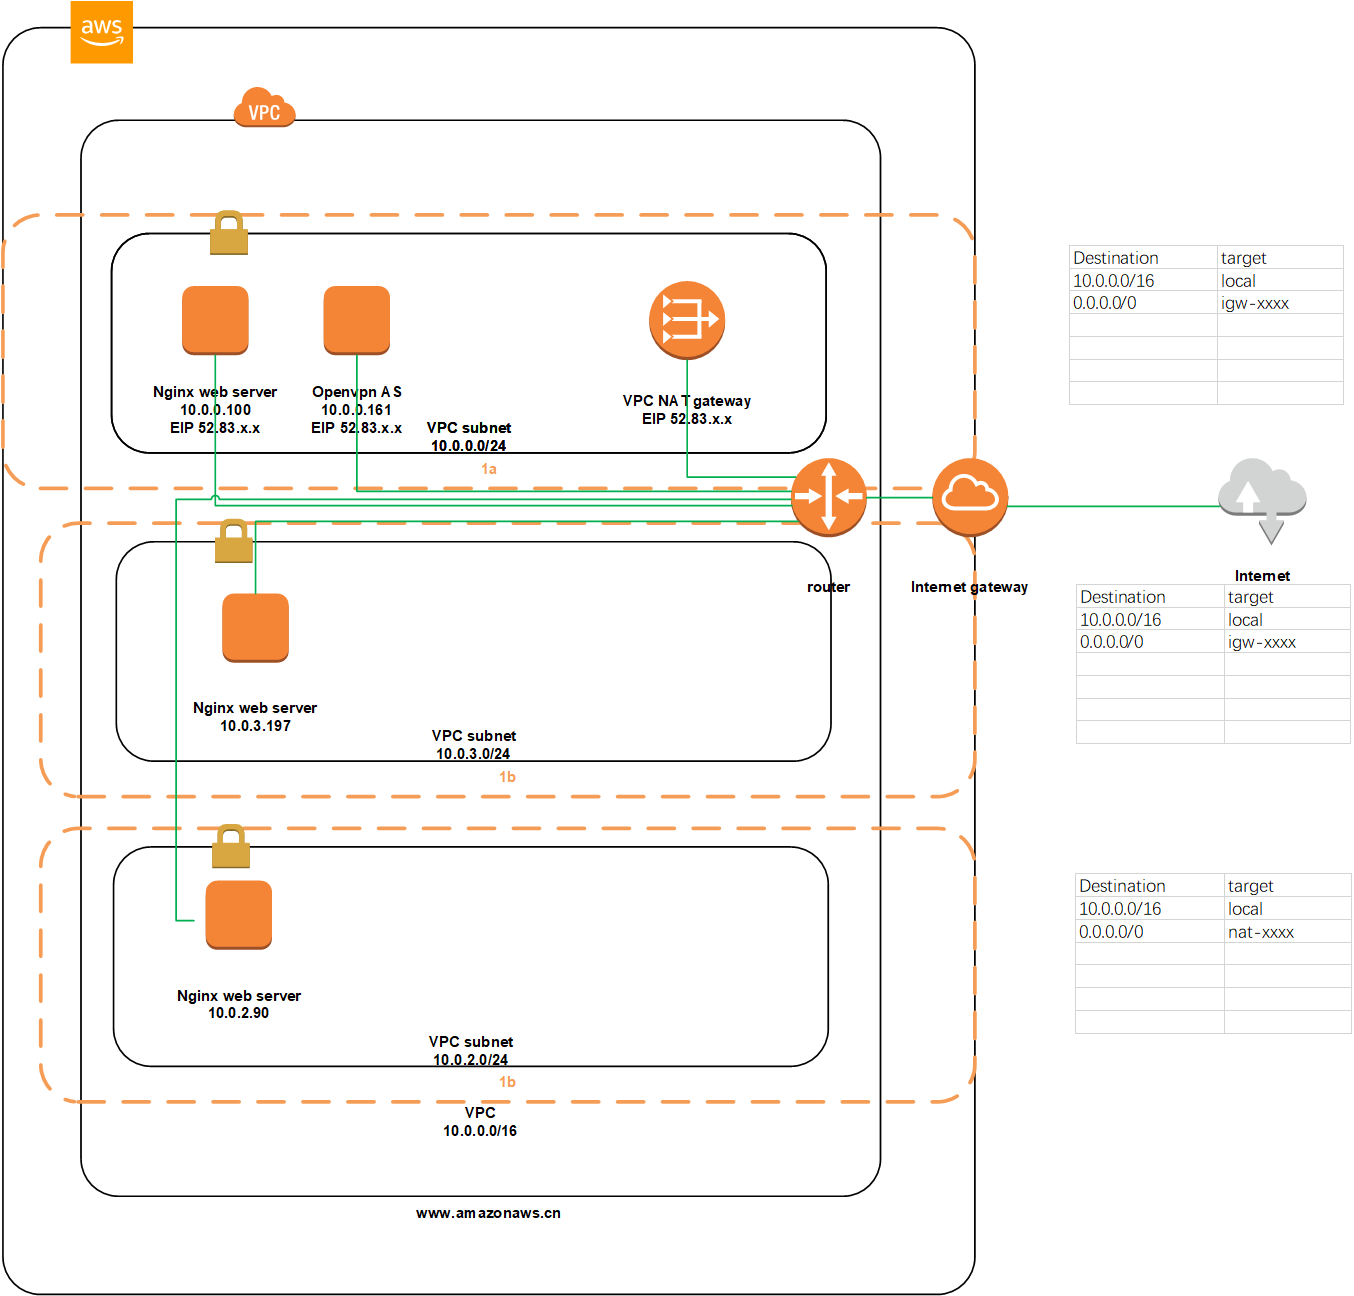 aws
VPC
Nginx web server
10.0.0.100
EIP 52.83.x.x
Openvpn AS
10.0.0.161
EIP 52.83.x.x
VPC NAT gateway
EIP 52.83.x.x
VPC subnet
10.0.0.0/24
1a
router
Internet gateway
Internet
Nginx web server
10.0.3.197
VPC subnet
10.0.3.0/24
1b
Nginx web server
10.0.2.90
VPC subnet
10.0.2.0/24
1b
VPC
10.0.0.0/16
www.amazonaws.cn
Destination target
10.0.0.0/16 local
0.0.0.0/0 igw-xxxx
Destination target
10.0.0.0/16 local
0.0.0.0/0 igw-xxxx
Destination target
10.0.0.0/16 local
0.0.0.0/0 nat-xxxx